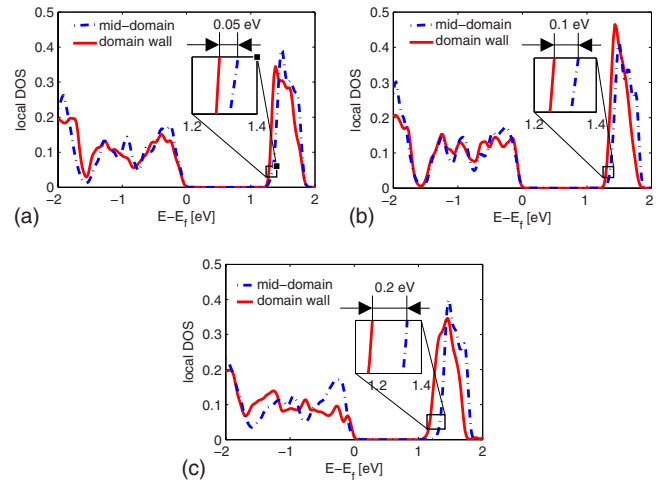 0.05 eV
mid-domain
domain wall
0.5
0.4
0.3
0.2
0.1
0
local DOS
1.2
1.4
−2
−1
0
1
2
E−E_f [eV]
(a)
0.1 eV
mid-domain
domain wall
0.5
0.4
0.3
0.2
0.1
0
local DOS
1.2
1.4
−2
−1
0
1
2
E−E_f [eV]
(b)
0.2 eV
mid-domain
domain wall
0.5
0.4
0.3
0.2
0.1
0
local DOS
1.2
1.4
−2
−1
0
1
2
E−E_f [eV]
(c)